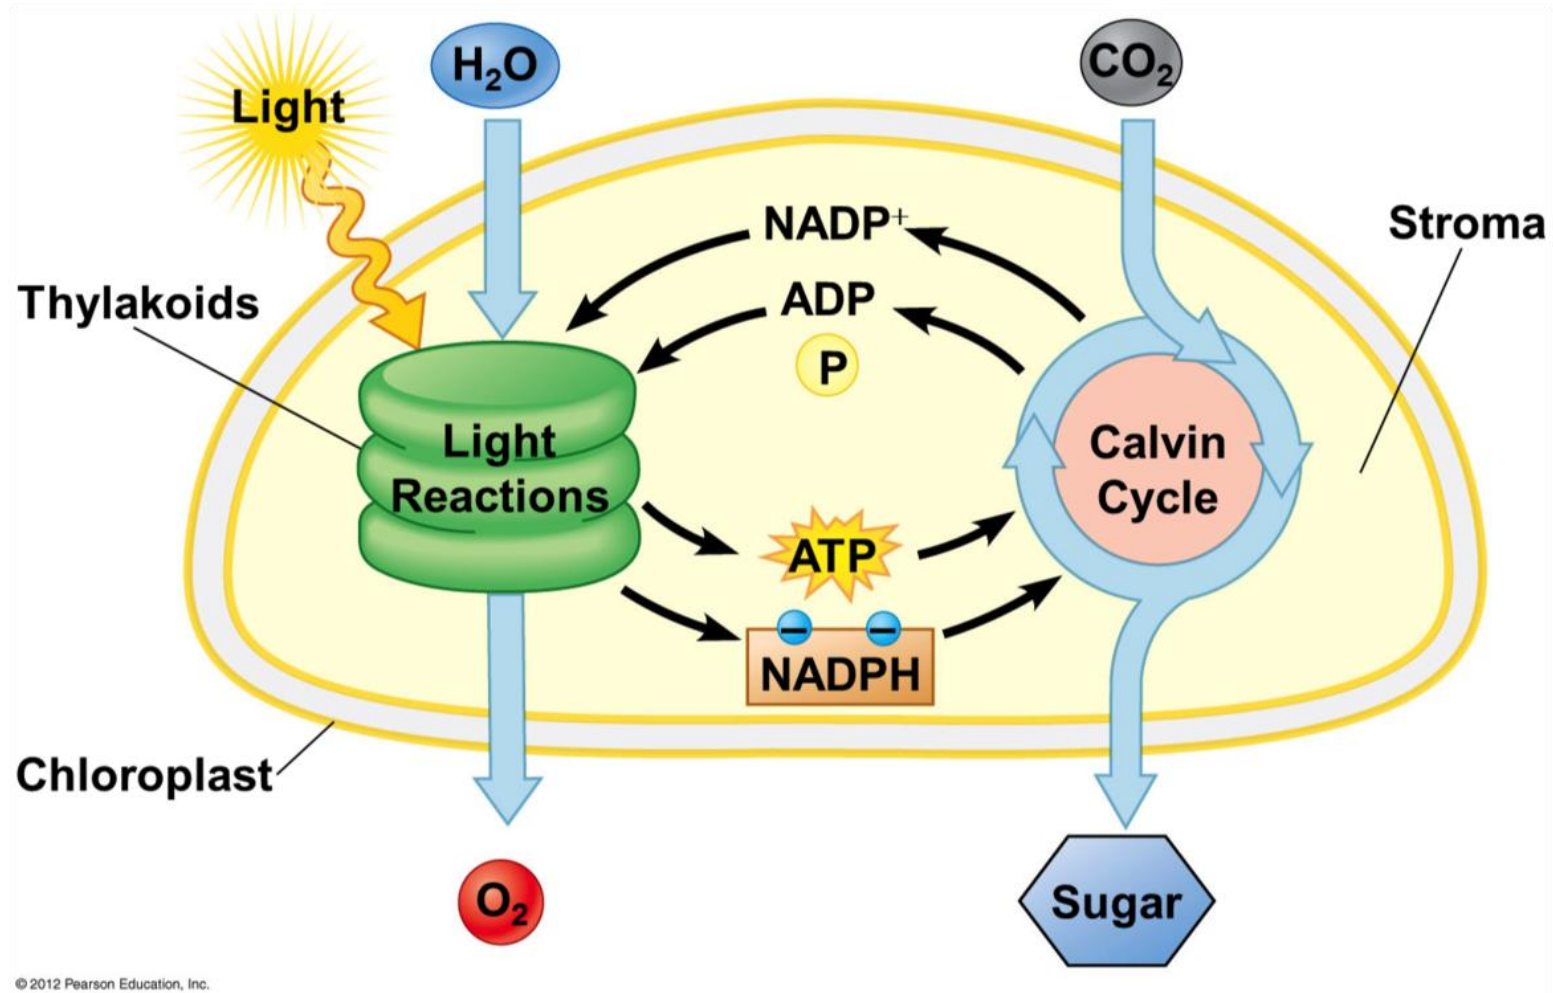 Light
H₂O
CO₂
NADP⁺
Stroma
Thylakoids
ADP
P
Light
Reactions
Calvin
Cycle
ATP
− −
NADPH
Chloroplast
O₂
Sugar
© 2012 Pearson Education, Inc.